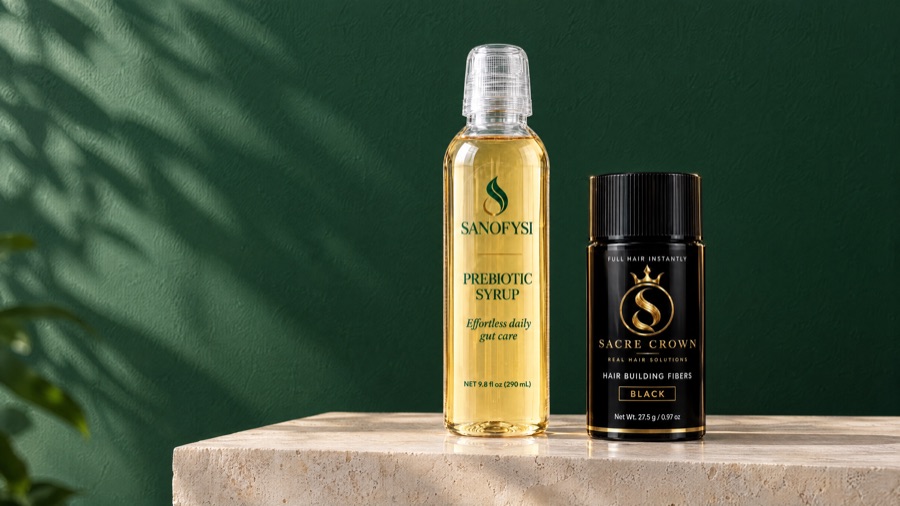 SANOFYSI
PREBIOTIC
SYRUP
Effortless daily
gut care
NET 9.8 fl oz (290 mL)
FULL HAIR INSTANTLY
SACRE CROWN
REAL HAIR SOLUTIONS
HAIR BUILDING FIBERS
BLACK
Net Wt. 27.5 g / 0.97 oz